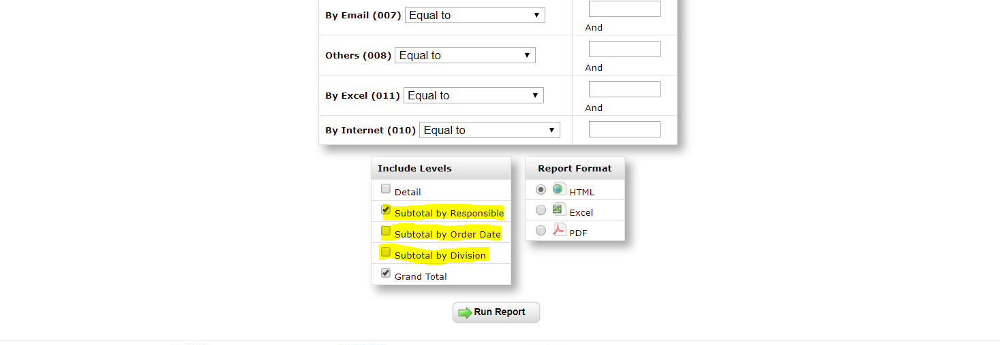 By Email (007) Equal to
And
Others (008) Equal to
And
By Excel (011) Equal to
And
By Internet (010) Equal to
Include Levels
Detail
Subtotal by Responsible
Subtotal by Order Date
Subtotal by Division
Grand Total
Report Format
HTML
Excel
PDF
Run Report